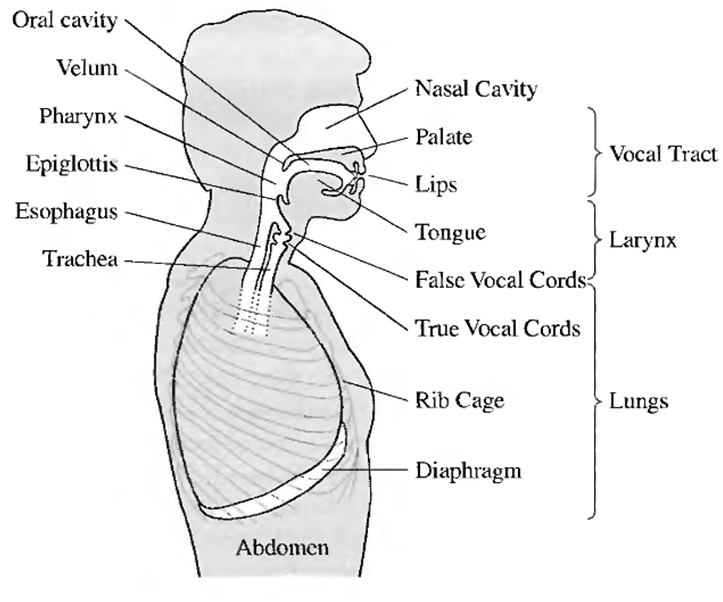 Oral cavity
Velum
Pharynx
Epiglottis
Esophagus
Trachea
Nasal Cavity
Palate
Lips
Tongue
False Vocal Cords
True Vocal Cords
Rib Cage
Diaphragm
Vocal Tract
Larynx
Lungs
Abdomen